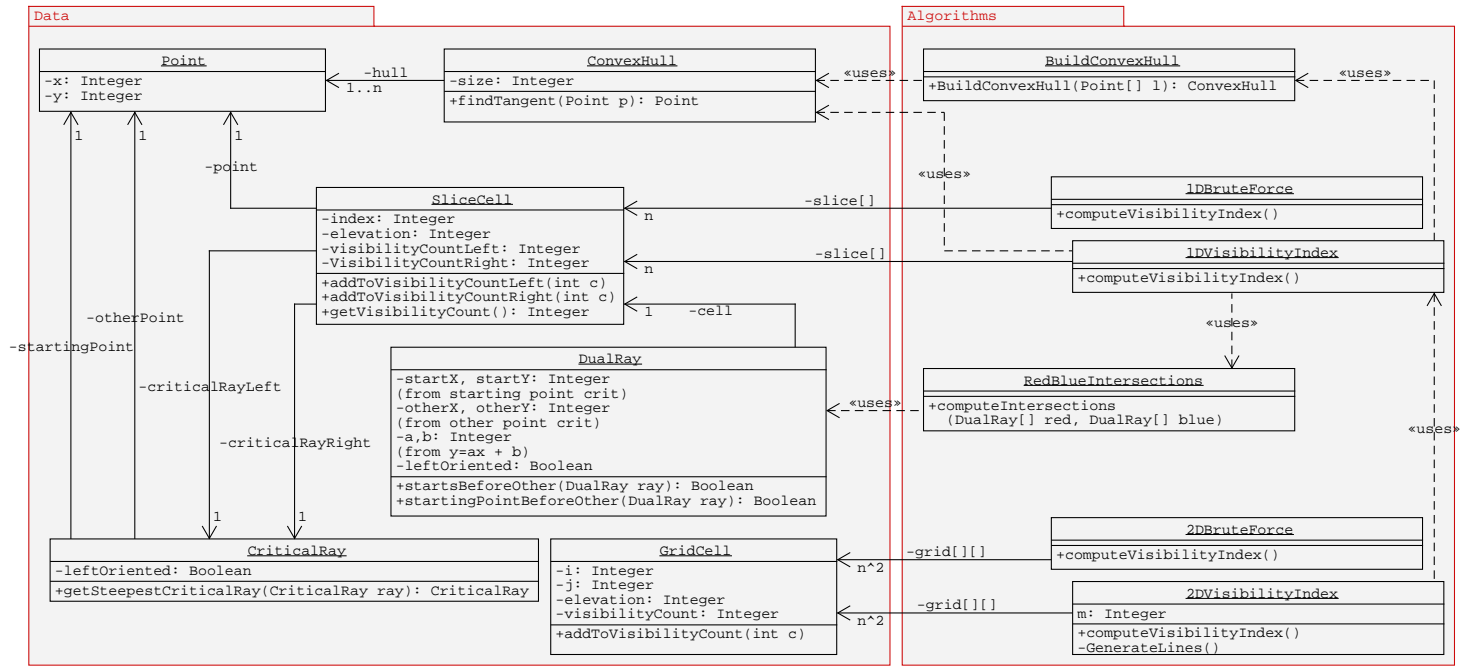 Data
Algorithms
Point
-x: Integer
-y: Integer
-hull
1..n
ConvexHull
-size: Integer
+findTangent(Point p): Point
«uses»
BuildConvexHull
+BuildConvexHull(Point[] l): ConvexHull
«uses»
1
1
1
-point
«uses»
SliceCell
-index: Integer
-elevation: Integer
-visibilityCountLeft: Integer
-VisibilityCountRight: Integer
+addToVisibilityCountLeft(int c)
+addToVisibilityCountRight(int c)
+getVisibilityCount(): Integer
-slice[]
n
1DBruteForce
+computeVisibilityIndex()
-slice[]
n
1DVisibilityIndex
+computeVisibilityIndex()
1
-cell
-otherPoint
-startingPoint
-criticalRayLeft
-criticalRayRight
«uses»
DualRay
-startX, startY: Integer
(from starting point crit)
-otherX, otherY: Integer
(from other point crit)
-a,b: Integer
(from y=ax + b)
-leftOriented: Boolean
+startsBeforeOther(DualRay ray): Boolean
+startingPointBeforeOther(DualRay ray): Boolean
«uses»
RedBlueIntersections
+computeIntersections
(DualRay[] red, DualRay[] blue)
«uses»
1
1
CriticalRay
-leftOriented: Boolean
+getSteepestCriticalRay(CriticalRay ray): CriticalRay
GridCell
-i: Integer
-j: Integer
-elevation: Integer
-visibilityCount: Integer
+addToVisibilityCount(int c)
-grid[][]
n^2
2DBruteForce
+computeVisibilityIndex()
-grid[][]
n^2
2DVisibilityIndex
m: Integer
+computeVisibilityIndex()
-GenerateLines()